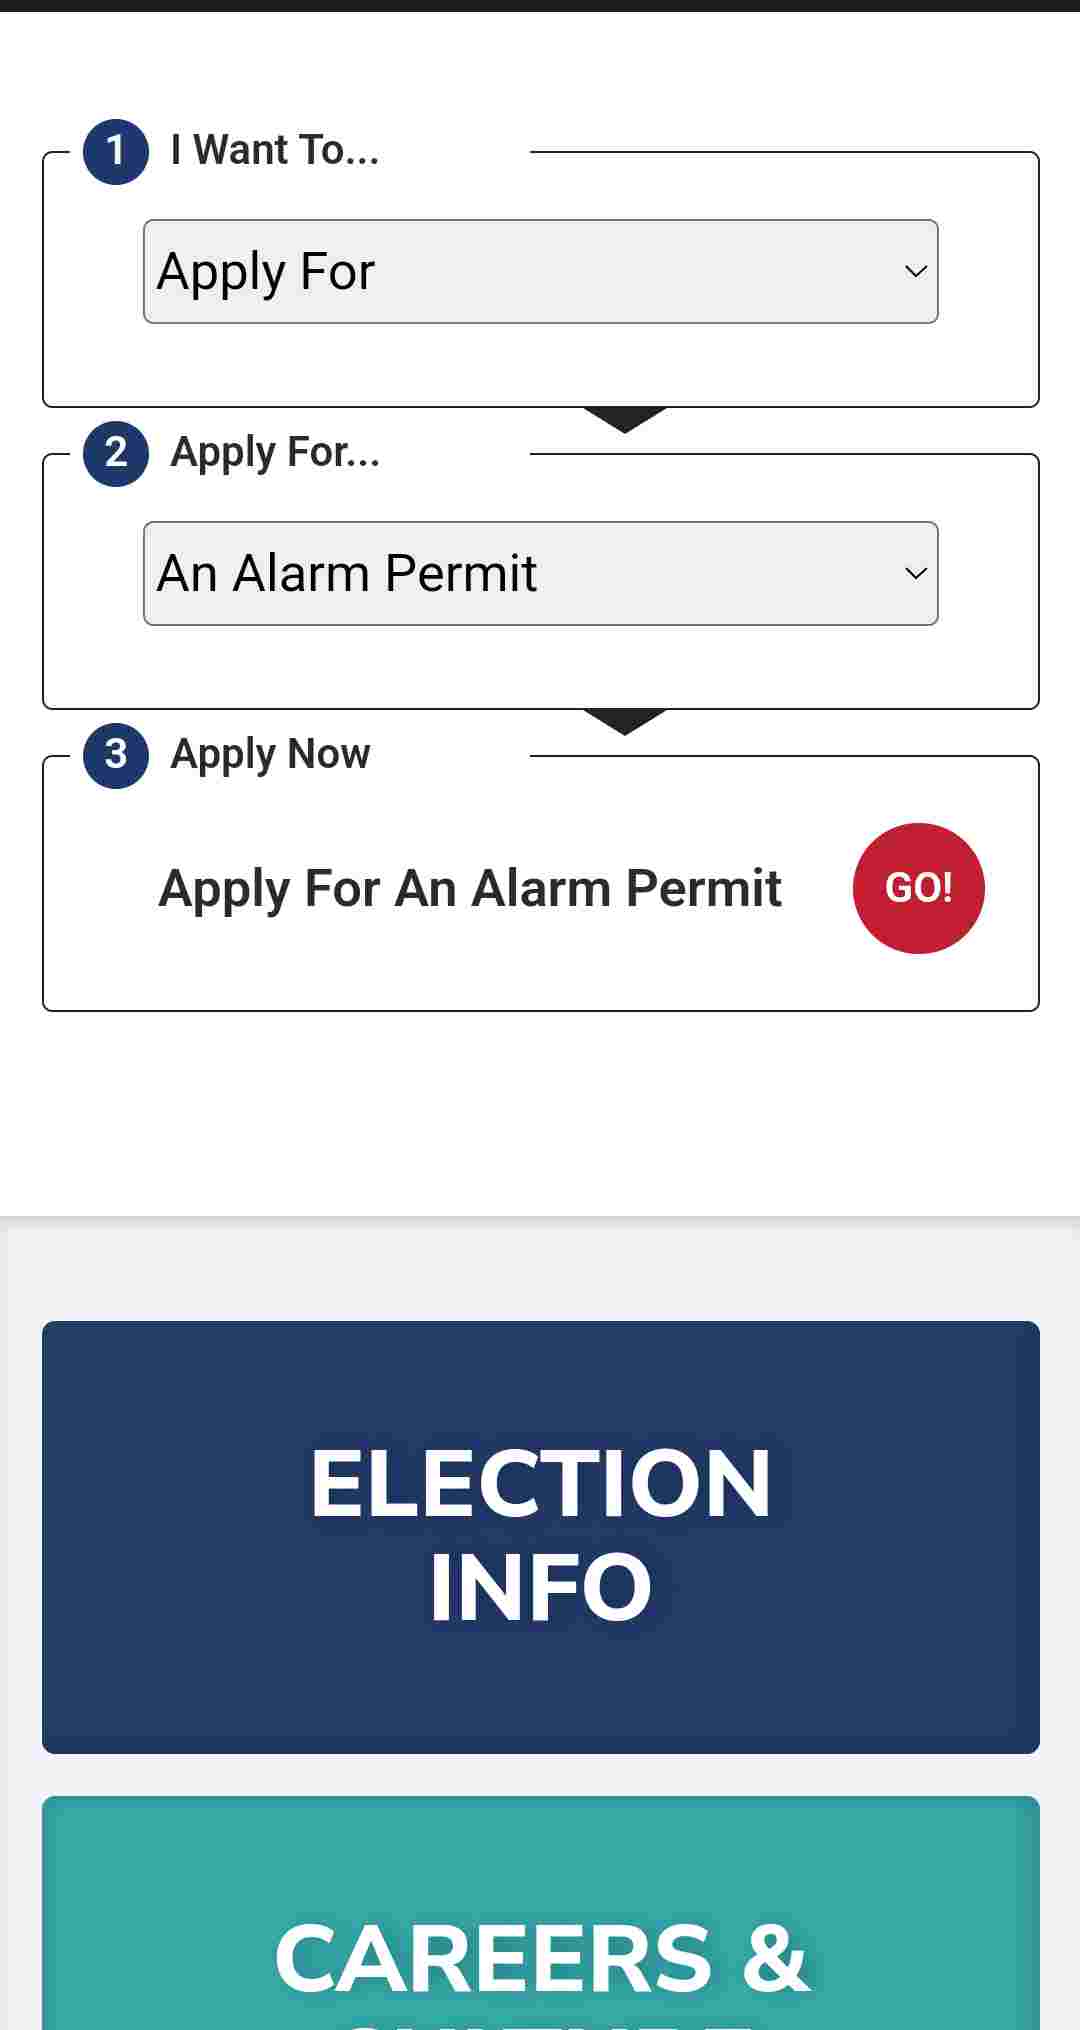 1 I Want To...
Apply For
2 Apply For...
An Alarm Permit
3 Apply Now
Apply For An Alarm Permit GO!
ELECTION
INFO
CAREERS &